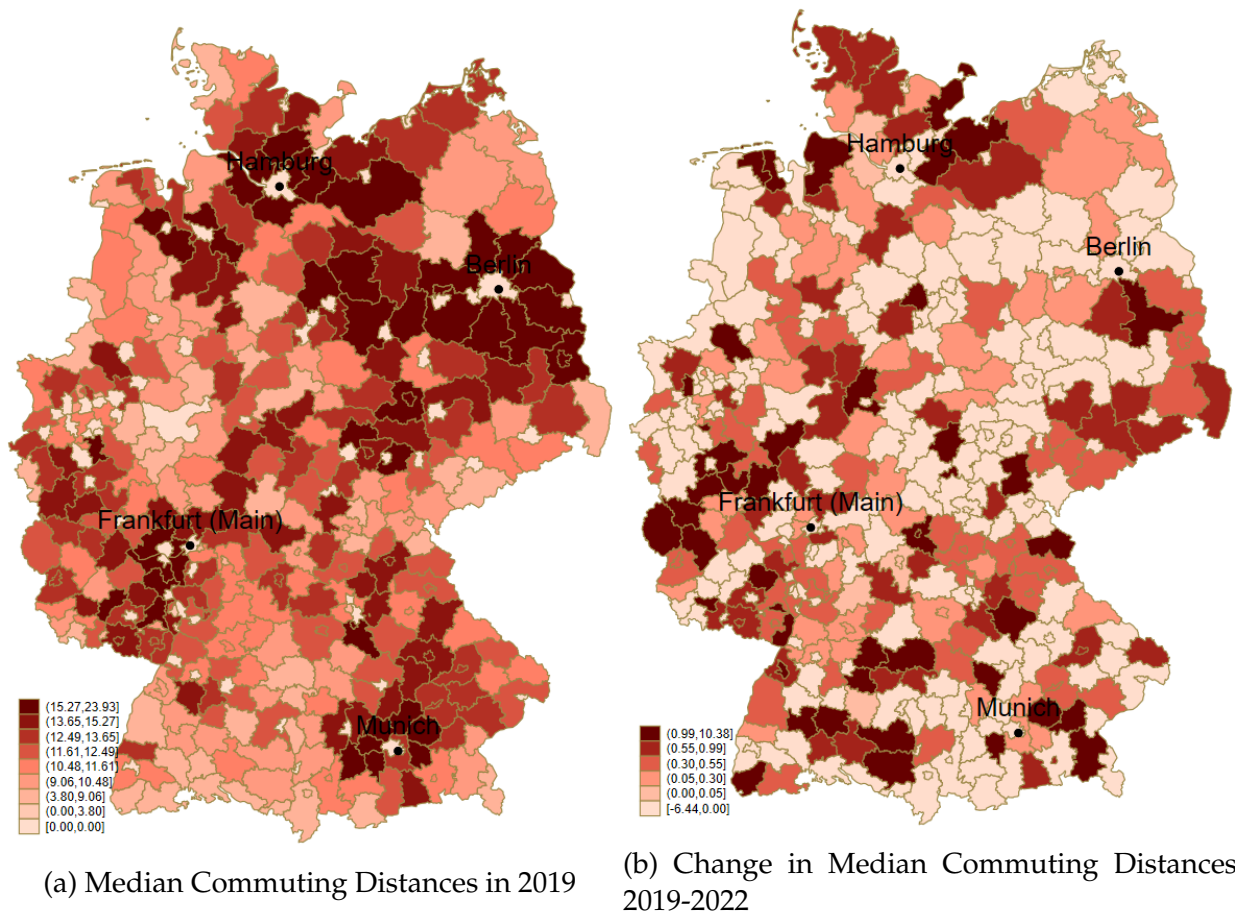 Hamburg
Berlin
Frankfurt (Main)
Munich
(15.27,23.93]
(13.65,15.27]
(12.49,13.65]
(11.61,12.49]
(10.48,11.61]
(9.06,10.48]
(3.80,9.06]
(0.00,3.80]
[0.00,0.00]
(a) Median Commuting Distances in 2019
Hamburg
Berlin
Frankfurt (Main)
Munich
(0.99,10.38]
(0.55,0.99]
(0.30,0.55]
(0.05,0.30]
(0.00,0.05]
[-6.44,0.00]
(b) Change in Median Commuting Distances
2019-2022